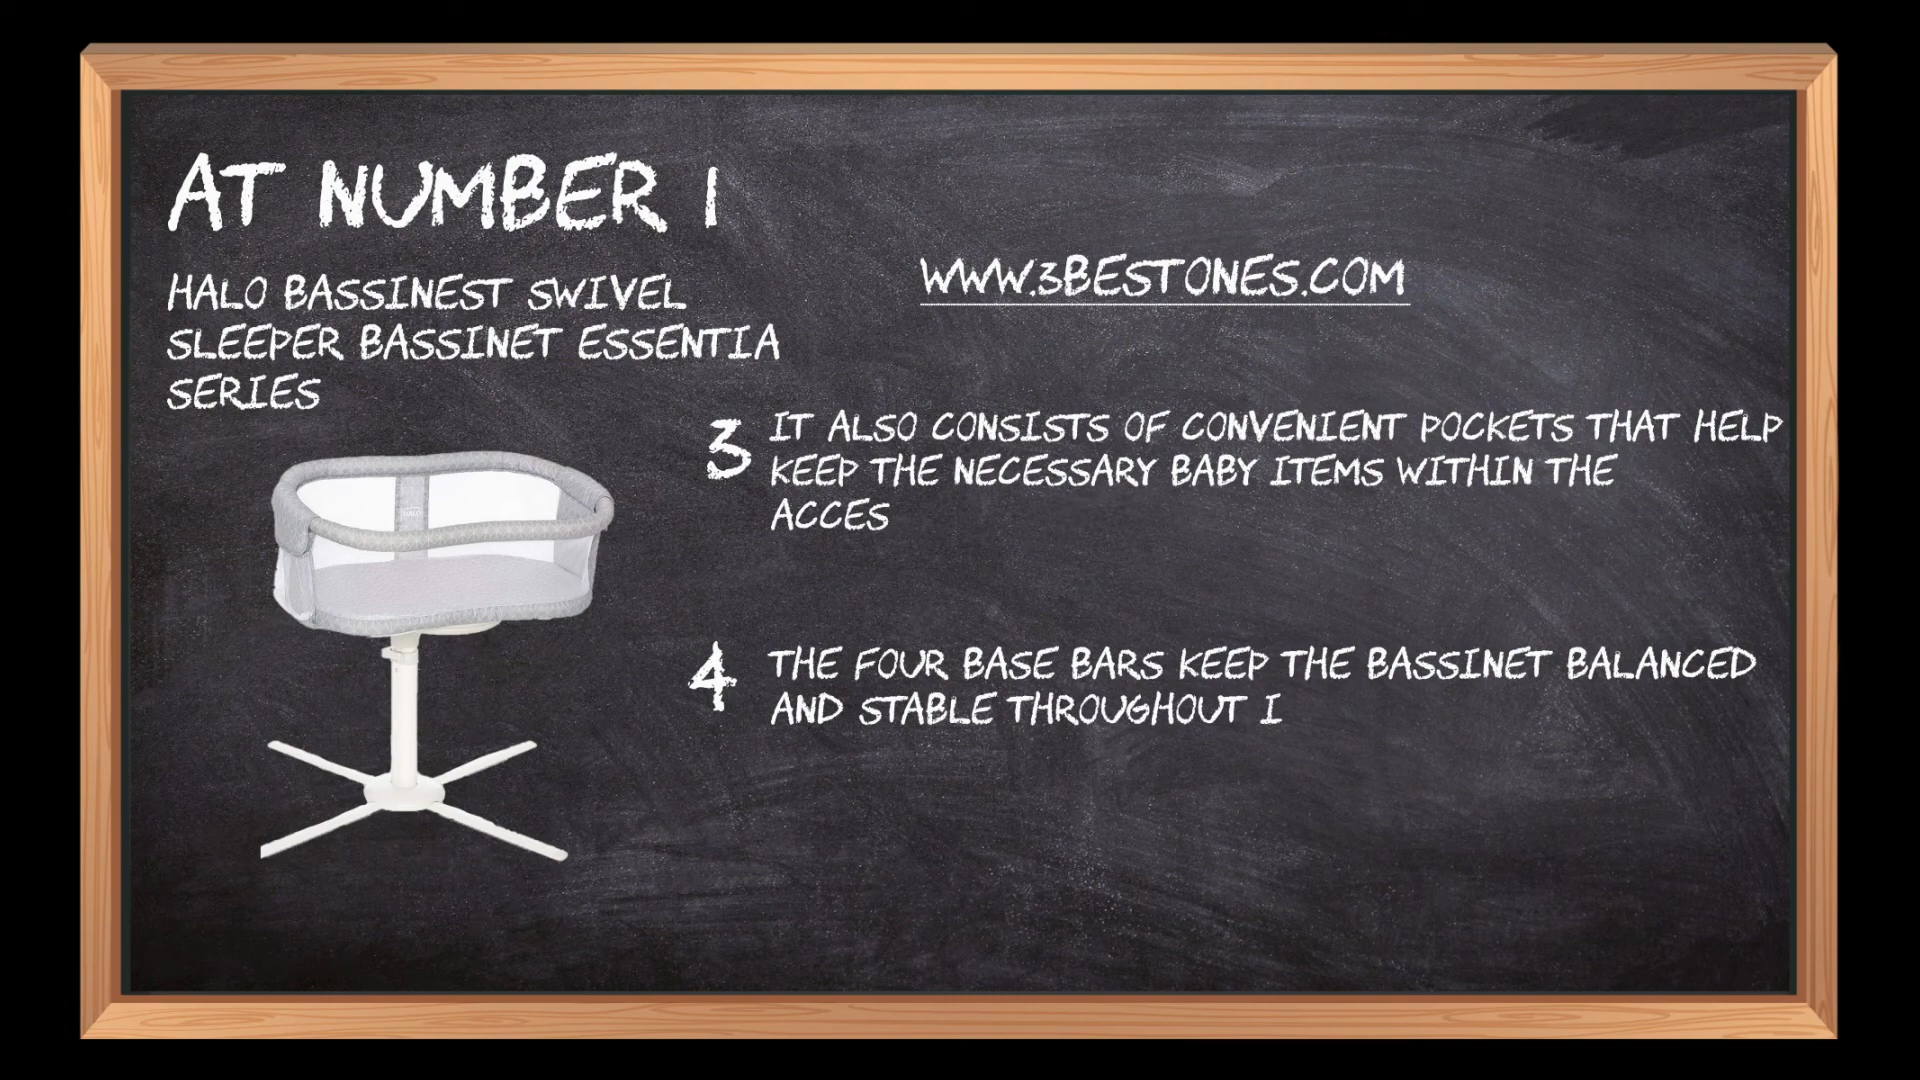 AT NUMBER 1
HALO BASSINEST SWIVEL
SLEEPER BASSINET ESSENTIA
SERIES
WWW.3BESTONES.COM
3 IT ALSO CONSISTS OF CONVENIENT POCKETS THAT HELP
KEEP THE NECESSARY BABY ITEMS WITHIN THE
ACCES
4 THE FOUR BASE BARS KEEP THE BASSINET BALANCED
AND STABLE THROUGHOUT I
HALO